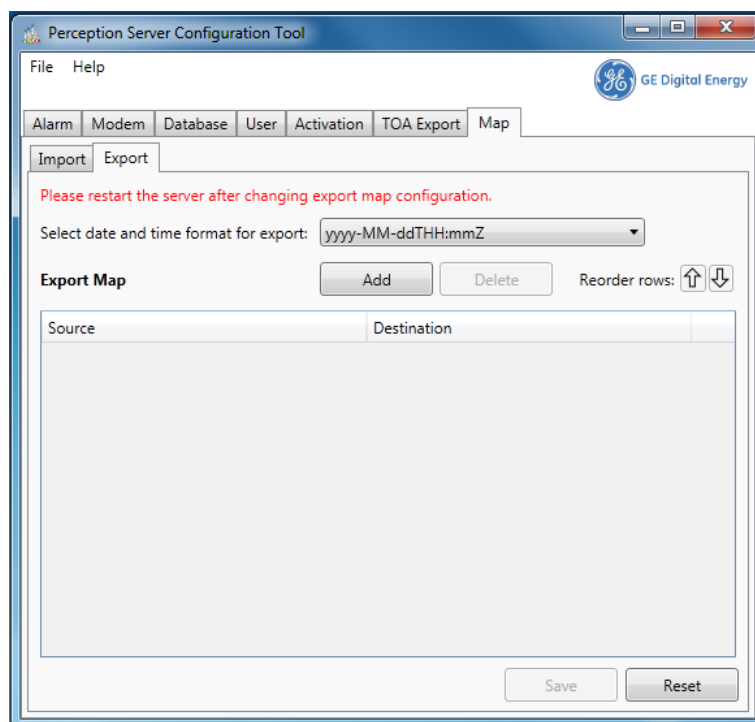 Perception Server Configuration Tool
File Help
GE Digital Energy
Alarm Modem Database User Activation TOA Export Map
Import Export
Please restart the server after changing export map configuration.
Select date and time format for export: yyyy-MM-ddTHH:mmZ
Export Map Add Delete Reorder rows:
Source Destination
Save Reset